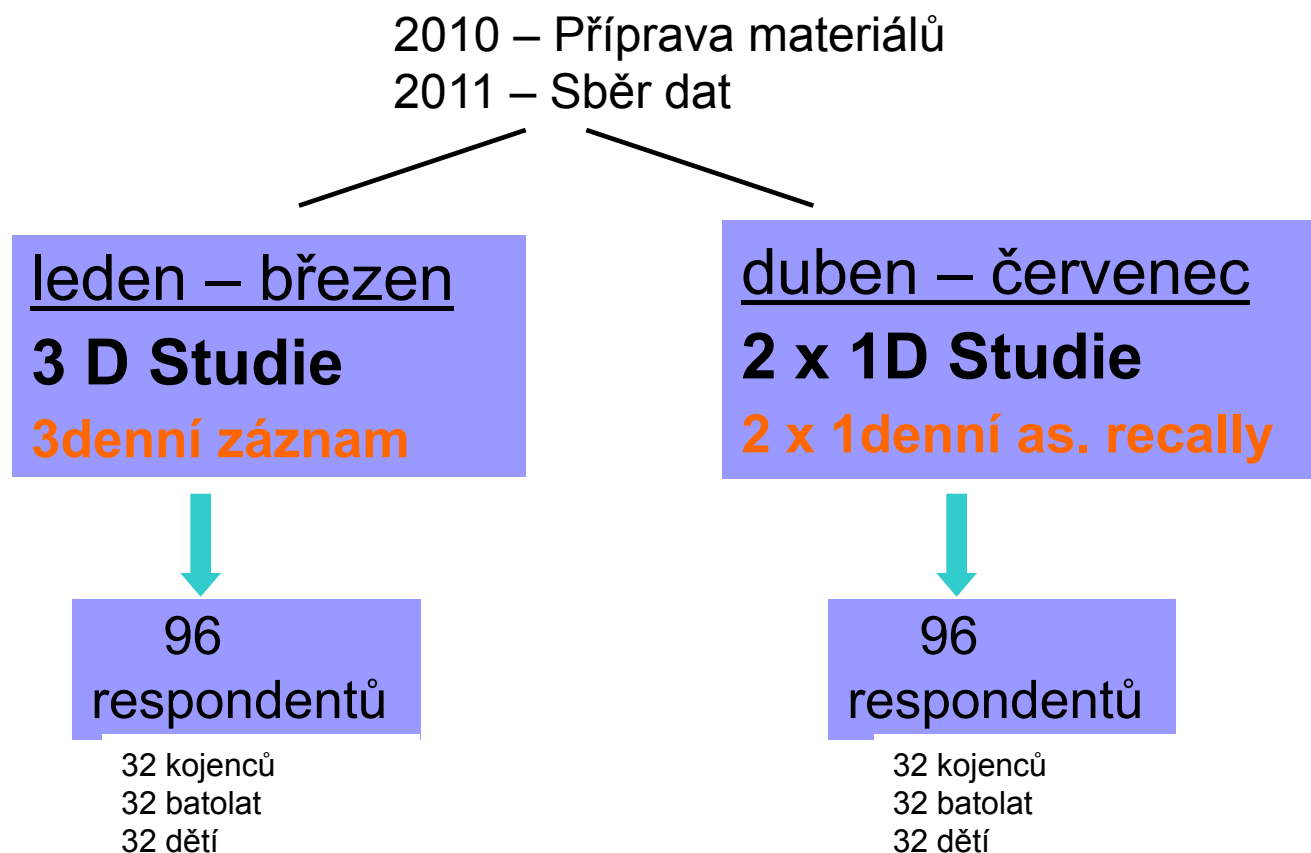 2010 – Příprava materiálů
2011 – Sběr dat
leden – březen
3 D Studie
3denní záznam
96
respondentů
32 kojenců
32 batolat
32 dětí
duben – červenec
2 x 1D Studie
2 x 1denní as. recally
96
respondentů
32 kojenců
32 batolat
32 dětí